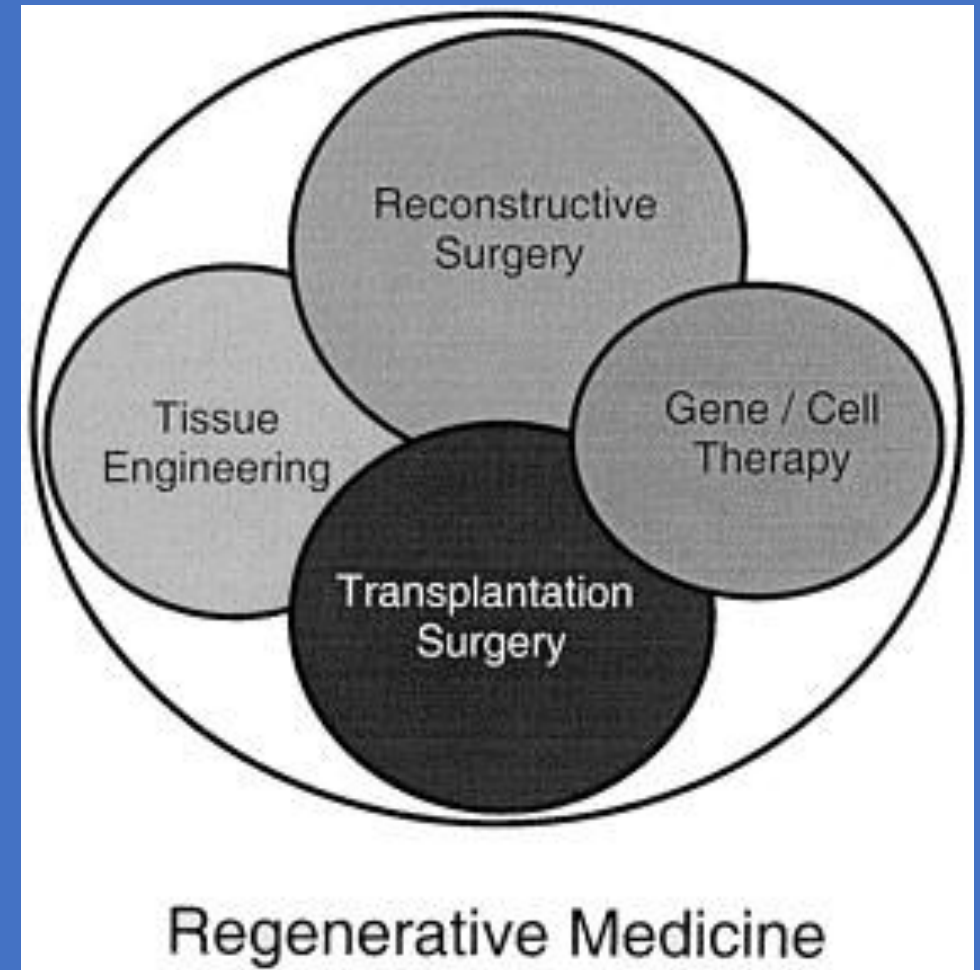 Reconstructive
Surgery
Tissue
Engineering
Gene / Cell
Therapy
Transplantation
Surgery
Regenerative Medicine